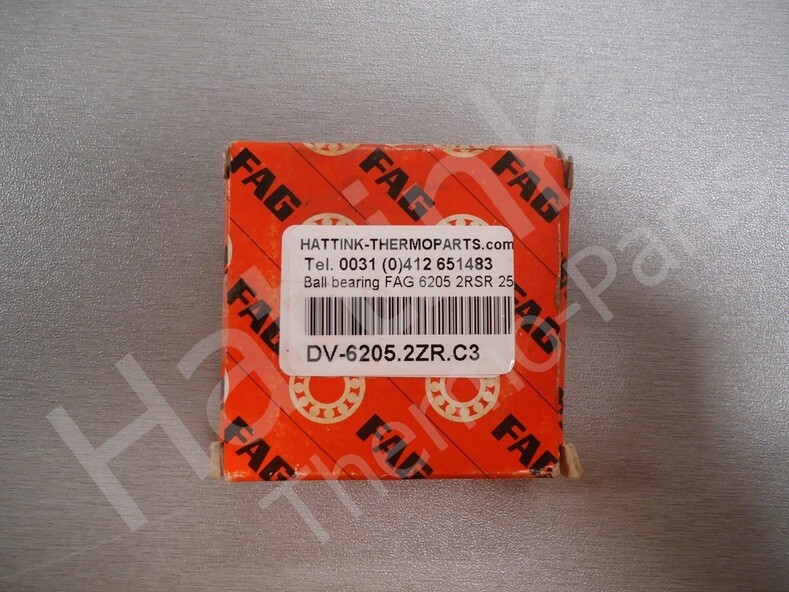 FAG FAG FAG
HATTINK-THERMOPARTS.com
Tel. 0031 (0)412 651483
Ball bearing FAG 6205 2RSR 25
DV-6205.2ZR.C3
FAG
FAG
FAG FAG FAG
Hattink
Thermo-Parts